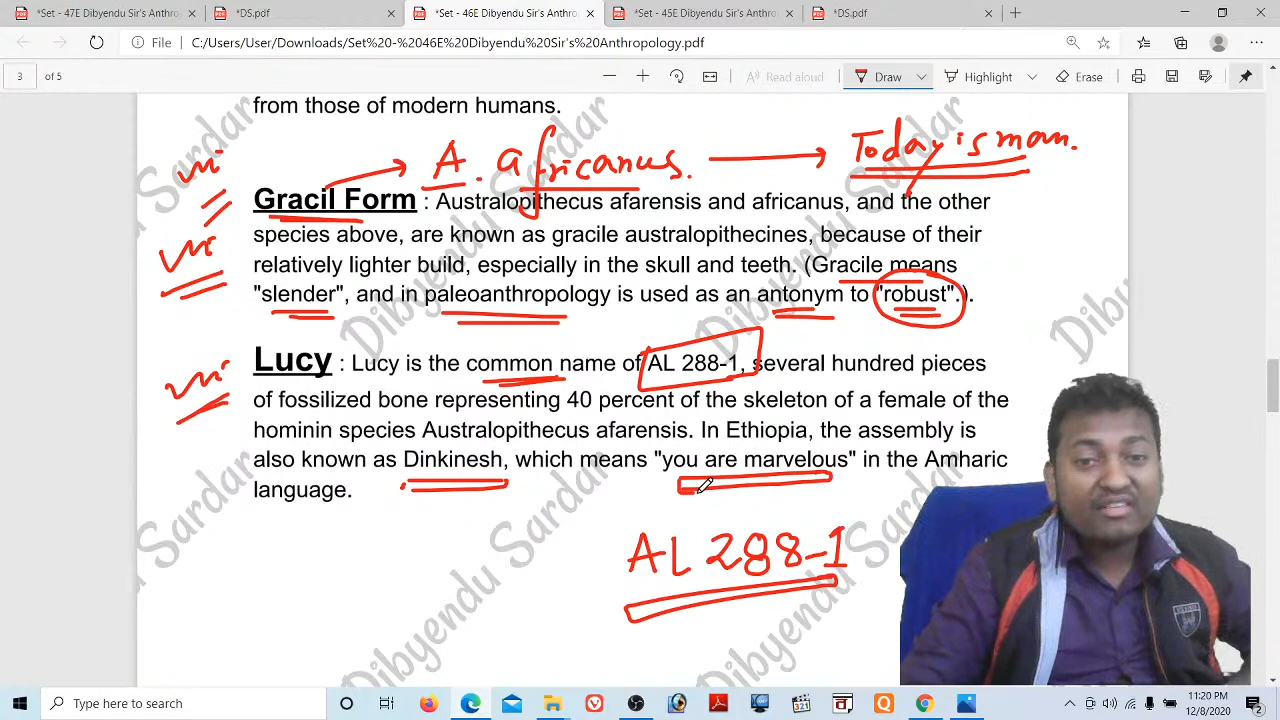 *DS.pdf
*Set - 46E Dibyendu Sir's Anthrop
*Set - 45E Dibyendu Sir's Anthrop
*DS.pdf
File
C:/Users/User/Downloads/Set%20-%2046E%20Dibyendu%20Sir's%20Anthropology.pdf
3 of 5
Read aloud
Draw
Highlight
Erase
from those of modern humans.
A. africanus. → Today is man.
Gracil Form : Australopithecus afarensis and africanus, and the other
species above, are known as gracile australopithecines, because of their
relatively lighter build, especially in the skull and teeth. (Gracile means
"slender", and in paleoanthropology is used as an antonym to "robust".).
Lucy : Lucy is the common name of AL 288-1, several hundred pieces
of fossilized bone representing 40 percent of the skeleton of a female of the
hominin species Australopithecus afarensis. In Ethiopia, the assembly is
also known as Dinkinesh, which means "you are marvelous" in the Amharic
language.
AL 288-1
Dibyendu Sardar
Type here to search
11:20 PM
12/8/2020